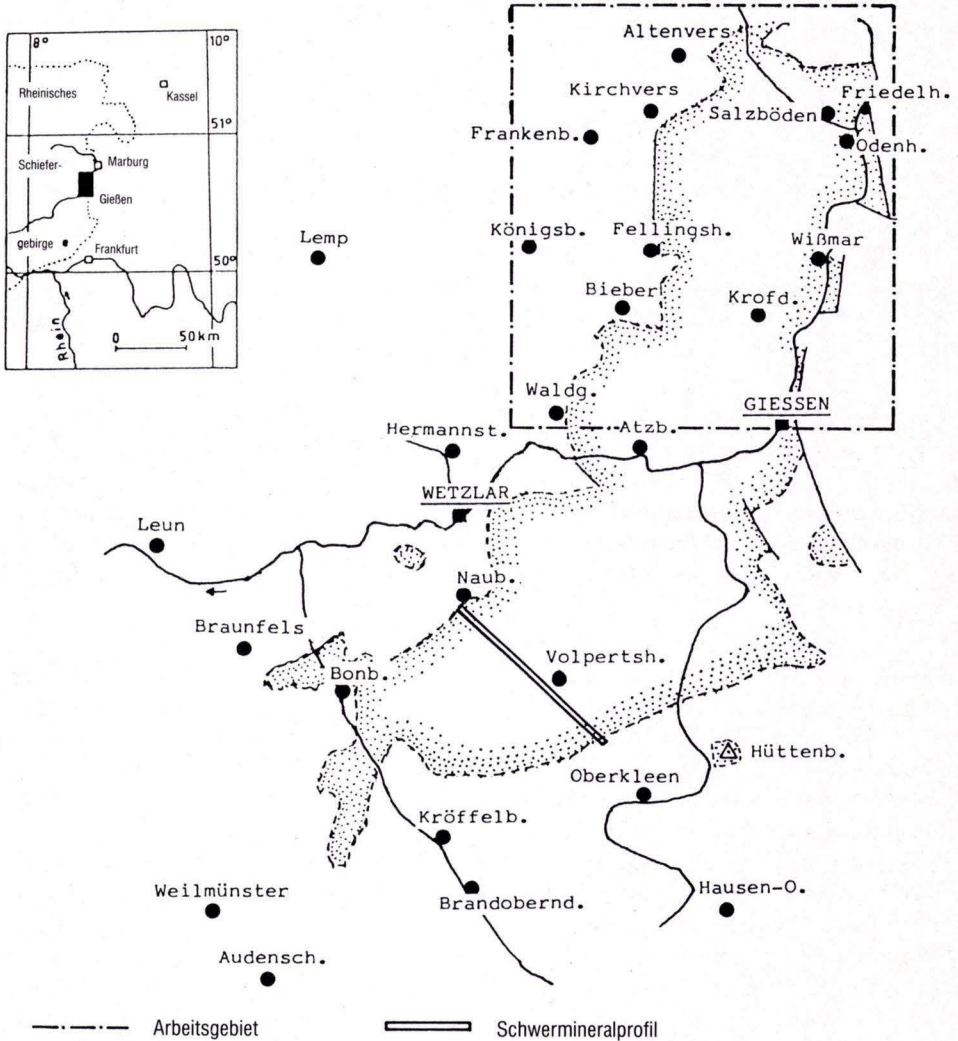 8°
10°
Rheinisches
Kassel
51°
Schiefer-
Marburg
Gießen
gebirge
Frankfurt
50°
Rhein
0 50km
Altenvers
Kirchvers
Friedelh.
Salzböden
Frankenb.
Odenh.
Königsb.
Fellingsh.
Wißmar
Lemp
Bieber
Krofd.
Waldg.
GIESSEN
Hermannst.
Atzb.
WETZLAR
Leun
Naub.
Braunfels
Volpertsh.
Bonb.
Hüttenb.
Oberkleen
Kröffelb.
Weilmünster
Brandobernd.
Hausen-O.
Audensch.
Arbeitsgebiet
Schwermineralprofil